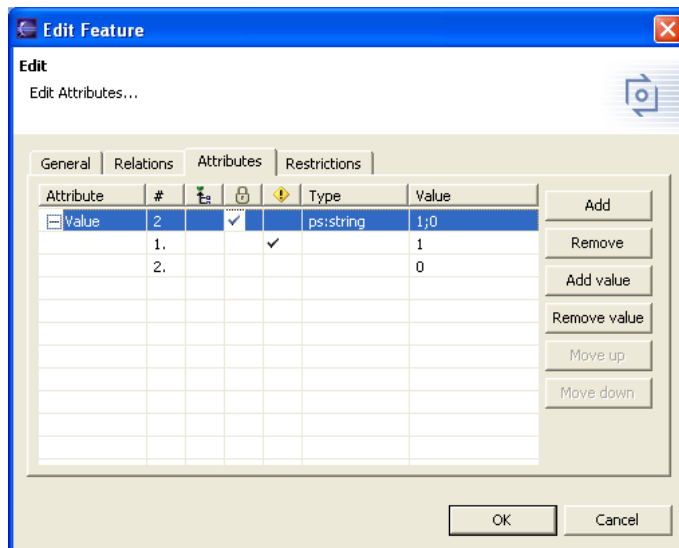 Edit Feature
Edit
Edit Attributes...
General Relations Attributes Restrictions
Attribute # Type Value
Value 2 ps:string 1;0
1. 1
2. 0
Add
Remove
Add value
Remove value
Move up
Move down
OK Cancel